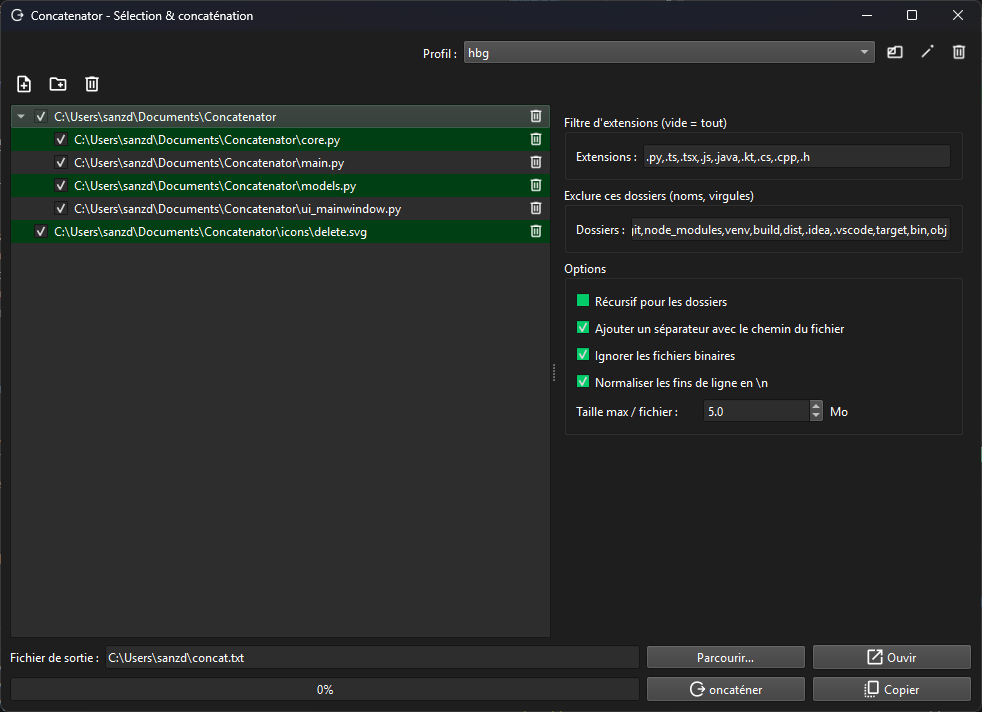 Concatenator - Sélection & concaténation
Profil : hbg
C:\Users\sanzd\Documents\Concatenator
C:\Users\sanzd\Documents\Concatenator\core.py
C:\Users\sanzd\Documents\Concatenator\main.py
C:\Users\sanzd\Documents\Concatenator\models.py
C:\Users\sanzd\Documents\Concatenator\ui_mainwindow.py
C:\Users\sanzd\Documents\Concatenator\icons\delete.svg
Filtre d'extensions (vide = tout)
Extensions : .py,.ts,.tsx,.js,.java,.kt,.cs,.cpp,.h
Exclure ces dossiers (noms, virgules)
Dossiers : git,node_modules,venv,build,dist,.idea,.vscode,target,bin,obj
Options
Récursif pour les dossiers
Ajouter un séparateur avec le chemin du fichier
Ignorer les fichiers binaires
Normaliser les fins de ligne en \n
Taille max / fichier : 5.0 Mo
Fichier de sortie : C:\Users\sanzd\concat.txt
Parcourir...
Ouvrir
0%
oncaténer
Copier